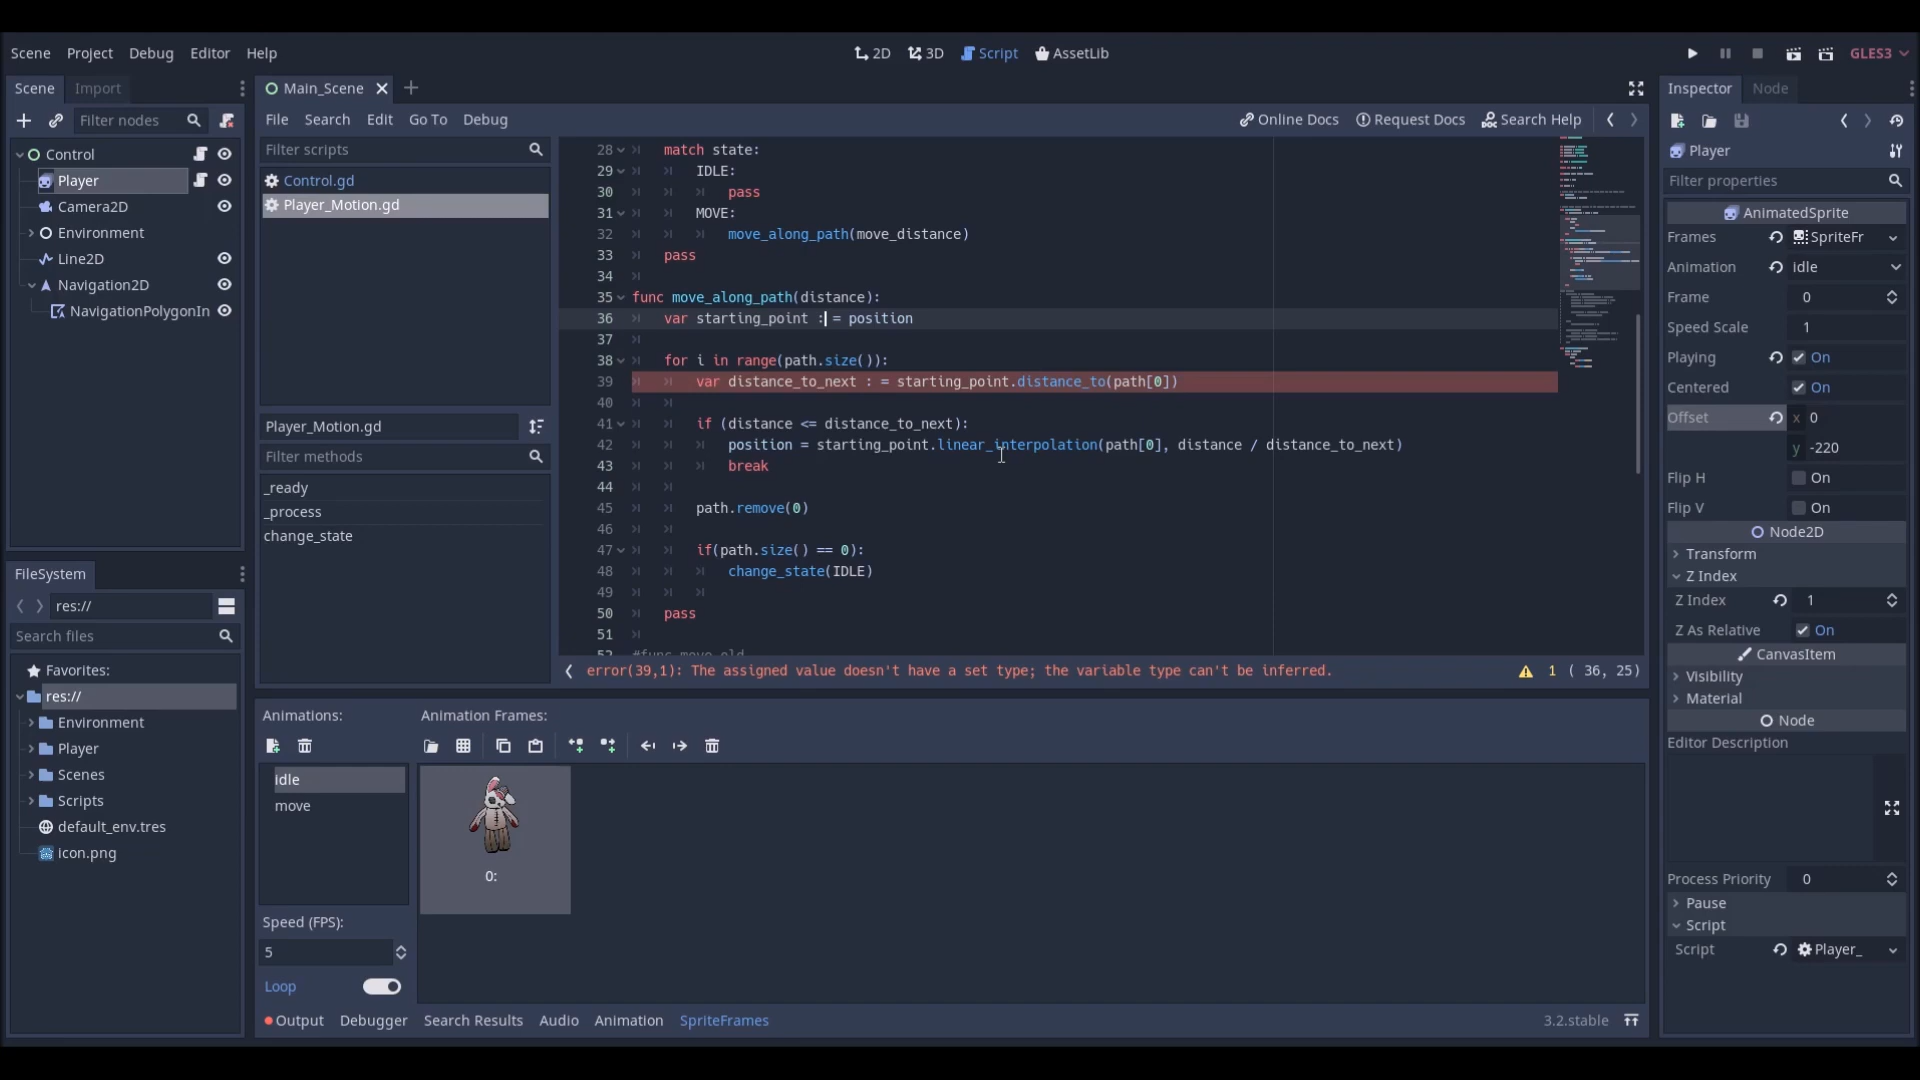 Scene Project Debug Editor Help
2D 3D Script AssetLib
GLES3
Scene Import
Filter nodes
Control
Player
Camera2D
Environment
Line2D
Navigation2D
NavigationPolygonIn
FileSystem
res://
Search files
Favorites:
res://
Environment
Player
Scenes
Scripts
default_env.tres
icon.png
Main_Scene
File Search Edit Go To Debug
Online Docs Request Docs Search Help
Filter scripts
Control.gd
Player_Motion.gd
Player_Motion.gd
Filter methods
_ready
_process
change_state
28 match state:
29 IDLE:
30 pass
31 MOVE:
32 move_along_path(move_distance)
33 pass
34
35 func move_along_path(distance):
36 var starting_point : = position
37
38 for i in range(path.size()):
39 var distance_to_next : = starting_point.distance_to(path[0])
40
41 if (distance <= distance_to_next):
42 position = starting_point.linear_interpolation(path[0], distance / distance_to_next)
43 break
44
45 path.remove(0)
46
47 if(path.size() == 0):
48 change_state(IDLE)
49
50 pass
51
52 #func move_old
error(39,1): The assigned value doesn't have a set type; the variable type can't be inferred.
1 ( 36, 25)
Animations:
idle
move
Speed (FPS):
5
Loop
Animation Frames:
0:
Output Debugger Search Results Audio Animation SpriteFrames
3.2.stable
Inspector Node
Player
Filter properties
AnimatedSprite
Frames SpriteFr
Animation idle
Frame 0
Speed Scale 1
Playing On
Centered On
Offset x 0
y -220
Flip H On
Flip V On
Node2D
Transform
Z Index
Z Index 1
Z As Relative On
CanvasItem
Visibility
Material
Node
Editor Description
Process Priority 0
Pause
Script
Script Player_